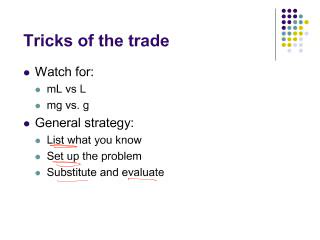 Tricks of the trade
Watch for:
mL vs L
mg vs. g
General strategy:
List what you know
Set up the problem
Substitute and evaluate